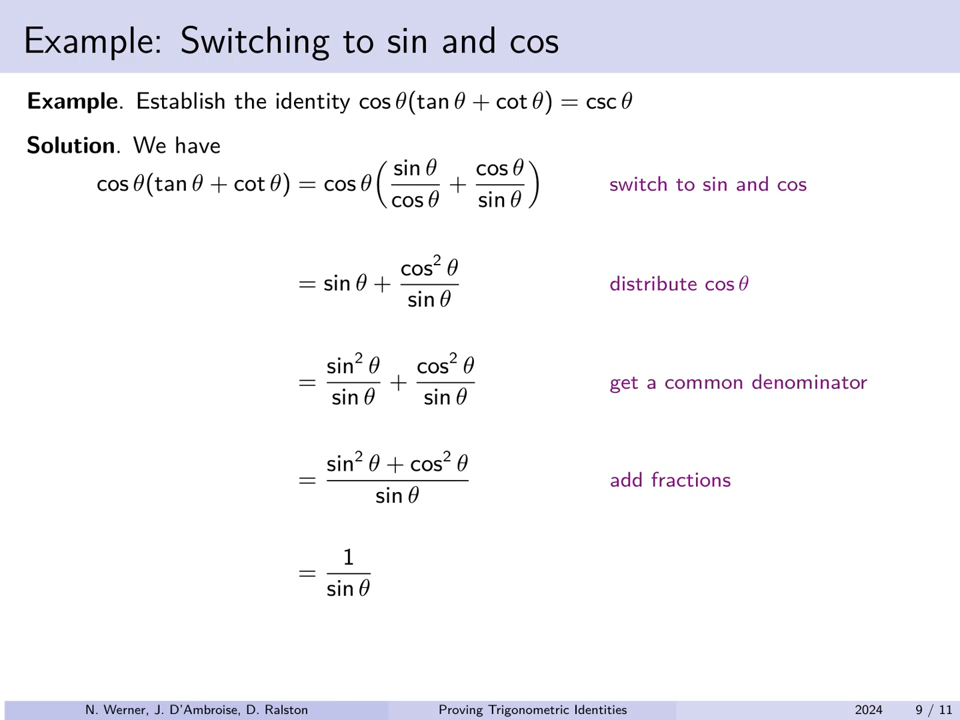 Example: Switching to sin and cos
Example. Establish the identity cos θ(tan θ + cot θ) = csc θ
Solution. We have
cos θ(tan θ + cot θ) = cos θ(sin θ/cos θ + cos θ/sin θ) switch to sin and cos
= sin θ + cos² θ/sin θ distribute cos θ
= sin² θ/sin θ + cos² θ/sin θ get a common denominator
= sin² θ + cos² θ/sin θ add fractions
= 1/sin θ
N. Werner, J. D'Ambroise, D. Ralston Proving Trigonometric Identities 2024 9 / 11